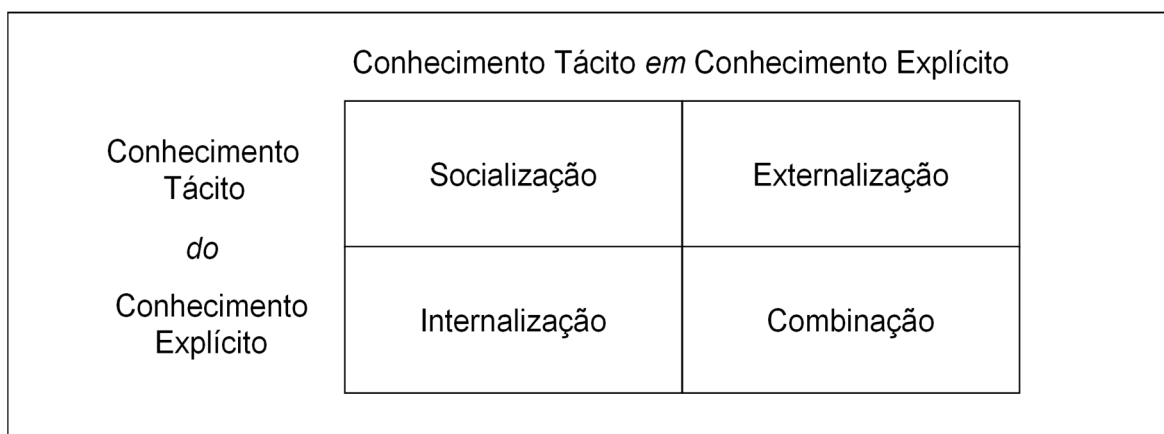 Conhecimento Tácito em Conhecimento Explícito
Conhecimento
Tácito
do
Conhecimento
Explícito
Socialização
Externalização
Internalização
Combinação